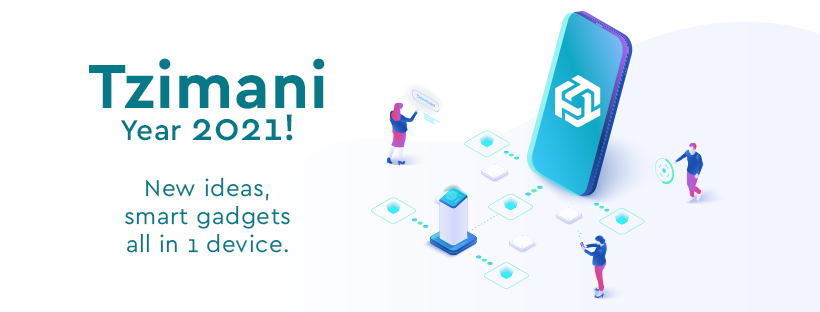 Tzimani
Year 2021!
New ideas,
smart gadgets
all in 1 device.